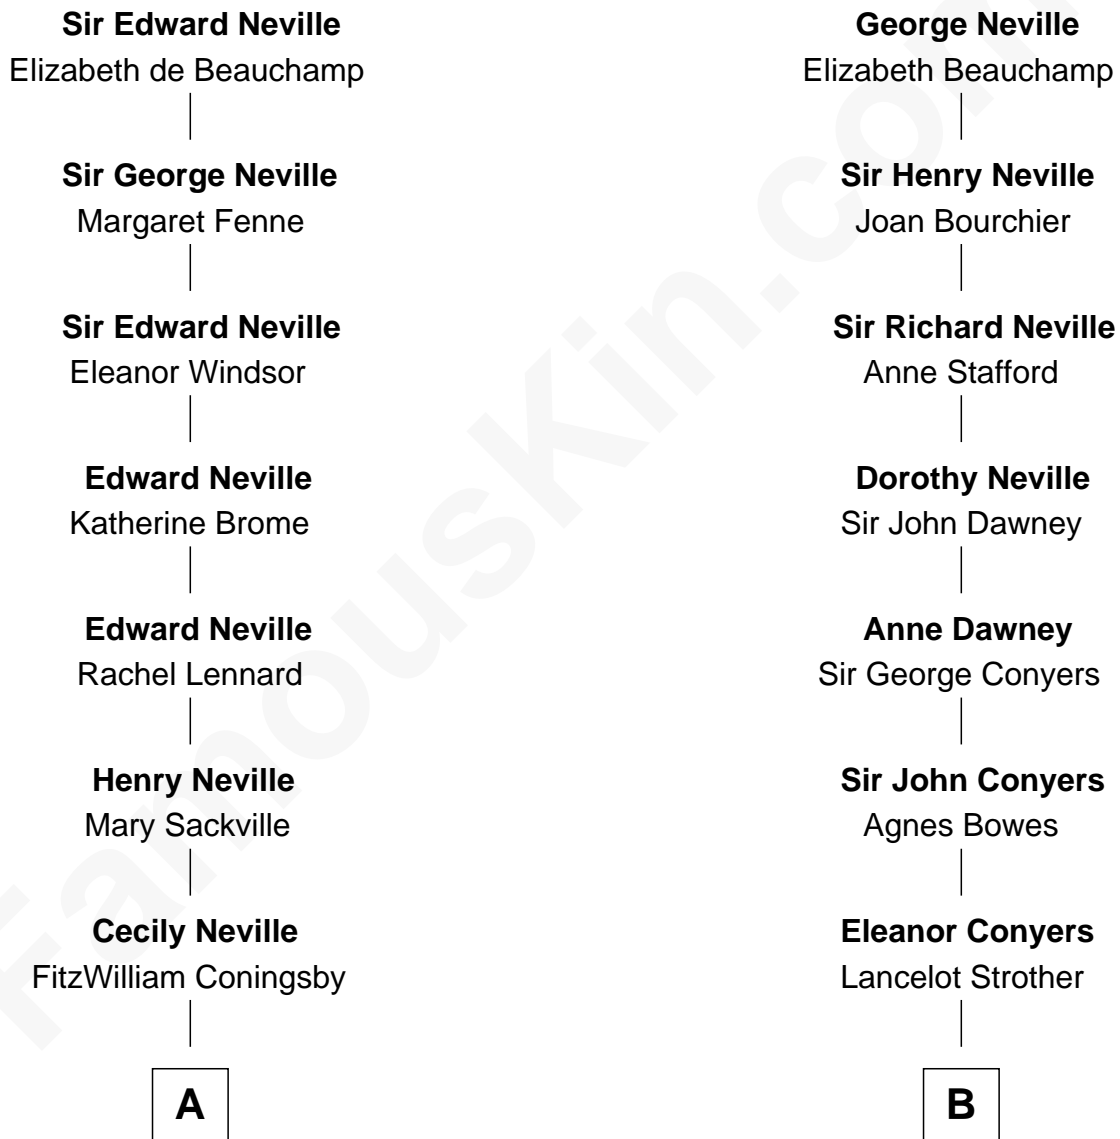 Sir Edward Neville
Elizabeth de Beauchamp
Sir George Neville
Margaret Fenne
Sir Edward Neville
Eleanor Windsor
Edward Neville
Katherine Brome
Edward Neville
Rachel Lennard
Henry Neville
Mary Sackville
Cecily Neville
FitzWilliam Coningsby
A
George Neville
Elizabeth Beauchamp
Sir Henry Neville
Joan Bourchier
Sir Richard Neville
Anne Stafford
Dorothy Neville
Sir John Dawney
Anne Dawney
Sir George Conyers
Sir John Conyers
Agnes Bowes
Eleanor Conyers
Lancelot Strother
B
FamousKin.com